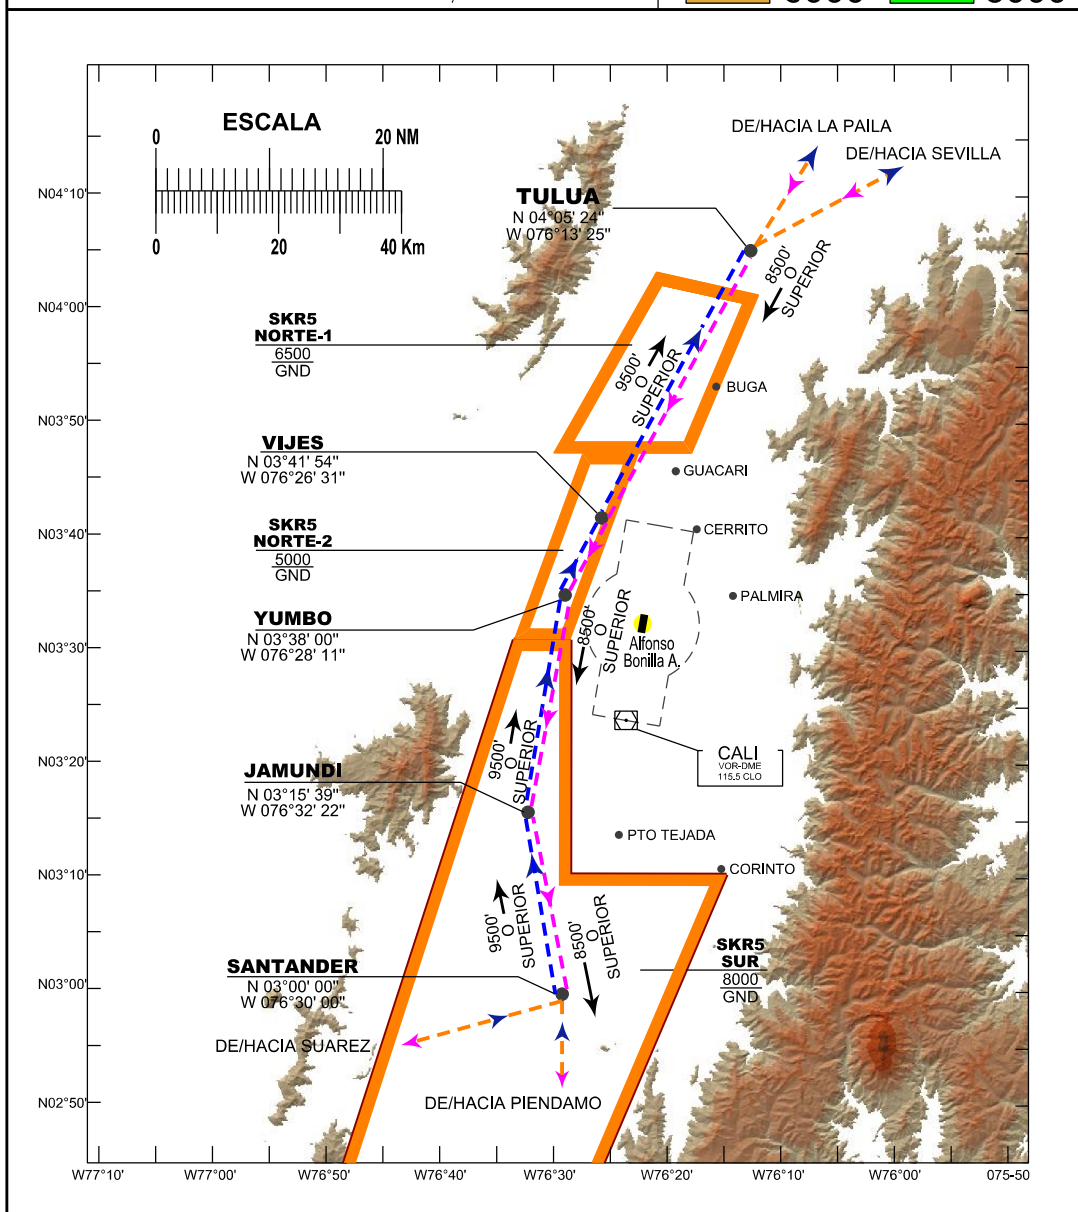 ESCALA
0
20 NM
0
20
40 Km
DE/HACIA LA PAILA
DE/HACIA SEVILLA
TULUA
N 04°05' 24"
W 076°13' 25"
8500'
O
SUPERIOR
SKR5
NORTE-1
6500
GND
9500'
O
SUPERIOR
BUGA
VIJES
N 03°41' 54"
W 076°26' 31"
GUACARI
SKR5
NORTE-2
5000
GND
CERRITO
YUMBO
N 03°38' 00"
W 076°28' 11"
PALMIRA
8500'
O
SUPERIOR
Alfonso
Bonilla A.
9500'
O
SUPERIOR
CALI
VOR-DME
115.5 CLO
JAMUNDI
N 03°15' 39"
W 076°32' 22"
PTO TEJADA
CORINTO
9500'
O
SUPERIOR
8500'
O
SUPERIOR
SKR5
SUR
8000
GND
SANTANDER
N 03°00' 00"
W 076°30' 00"
DE/HACIA SUAREZ
DE/HACIA PIENDAMO
N04°10'
N04°00'
N03°50'
N03°40'
N03°30'
N03°20'
N03°10'
N03°00'
N02°50'
W77°10'
W77°00'
W76°50'
W76°40'
W76°30'
W76°20'
W76°10'
W76°00'
075-50